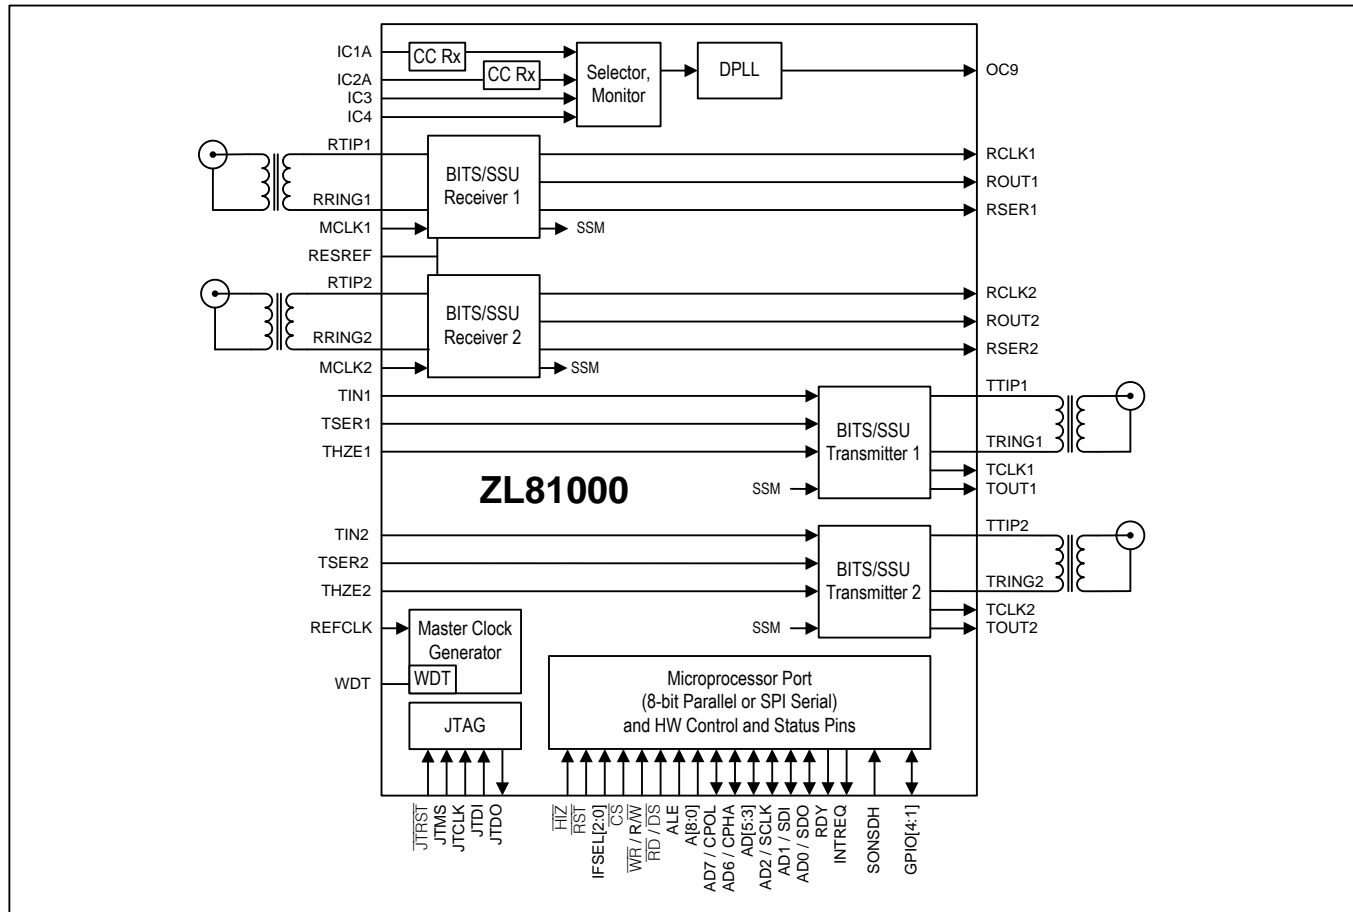 IC1A
CC Rx
IC2A
CC Rx
IC3
IC4
Selector,
Monitor
DPLL
OC9
RTIP1
RRING1
MCLK1
BITS/SSU
Receiver 1
SSM
RCLK1
ROUT1
RSER1
RESREF
RTIP2
RRING2
MCLK2
BITS/SSU
Receiver 2
SSM
RCLK2
ROUT2
RSER2
TIN1
TSER1
THZE1
BITS/SSU
Transmitter 1
SSM
TTIP1
TRING1
TCLK1
TOUT1
ZL81000
TIN2
TSER2
THZE2
BITS/SSU
Transmitter 2
SSM
TTIP2
TRING2
TCLK2
TOUT2
REFCLK
Master Clock
Generator
WDT
WDT
JTAG
Microprocessor Port
(8-bit Parallel or SPI Serial)
and HW Control and Status Pins
JTRST
JTMS
JTCLK
JTDI
JTDO
HIZ
RST
IFSEL[2:0]
CS
WR / R/W
RD / DS
ALE
A[8:0]
AD7 / CPOL
AD6 / CPHA
AD[5:3]
AD2 / SCLK
AD1 / SDI
AD0 / SDO
RDY
INTREQ
SONSDH
GPIO[4:1]